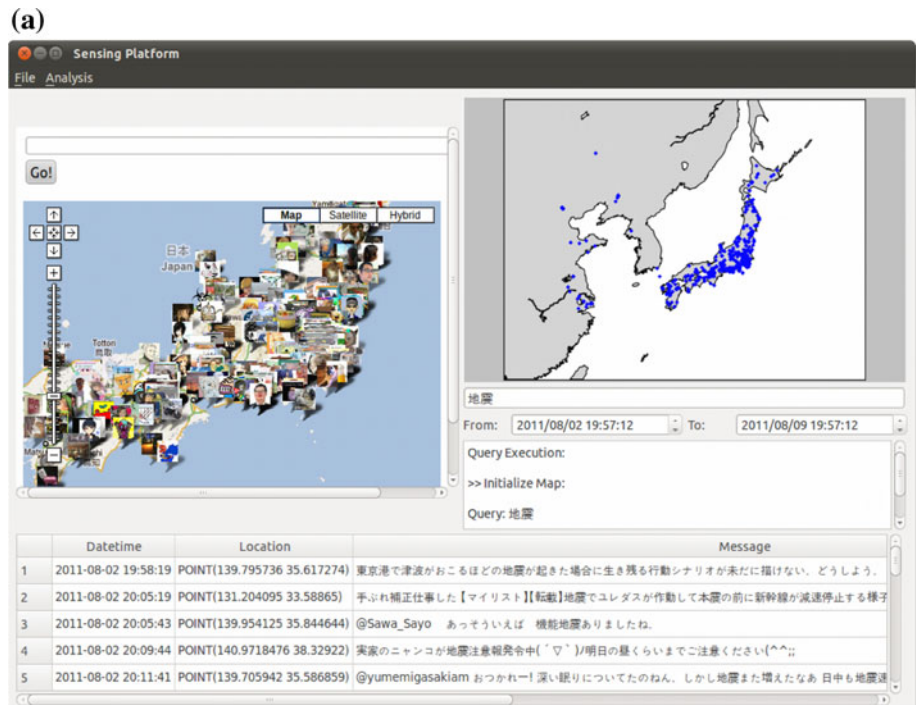 (a)
Sensing Platform
File Analysis
Go!
Map Satellite Hybrid
日本
Japan
Tottori
鳥取
地震
From: 2011/08/02 19:57:12 To: 2011/08/09 19:57:12
Query Execution:
>> Initialize Map:
Query: 地震
Datetime Location Message
1 2011-08-02 19:58:19 POINT(139.795736 35.617274) 東京港で津波がおこるほどの地震が起きた場合に生き残る行動シナリオが未だに描けない。どうしよう。
2 2011-08-02 20:05:19 POINT(131.204095 33.58865) 手ぶれ補正仕事した【マイリスト】【転載】地震でユレダスが作動して本震の前に新幹線が減速停止する様子
3 2011-08-02 20:05:43 POINT(139.954125 35.844644) @Sawa_Sayo あっそういえば 機能地震ありましたね。
4 2011-08-02 20:09:44 POINT(140.9718476 38.32922) 実家のニャンコが地震注意報発令中(´▽`)ﾉ明日の昼くらいまでご注意ください(^^;;
5 2011-08-02 20:11:41 POINT(139.705942 35.586859) @yumemigasakiam おつかれー! 深い眠りについてたのねん。しかし地震また増えたなあ 日中も地震速